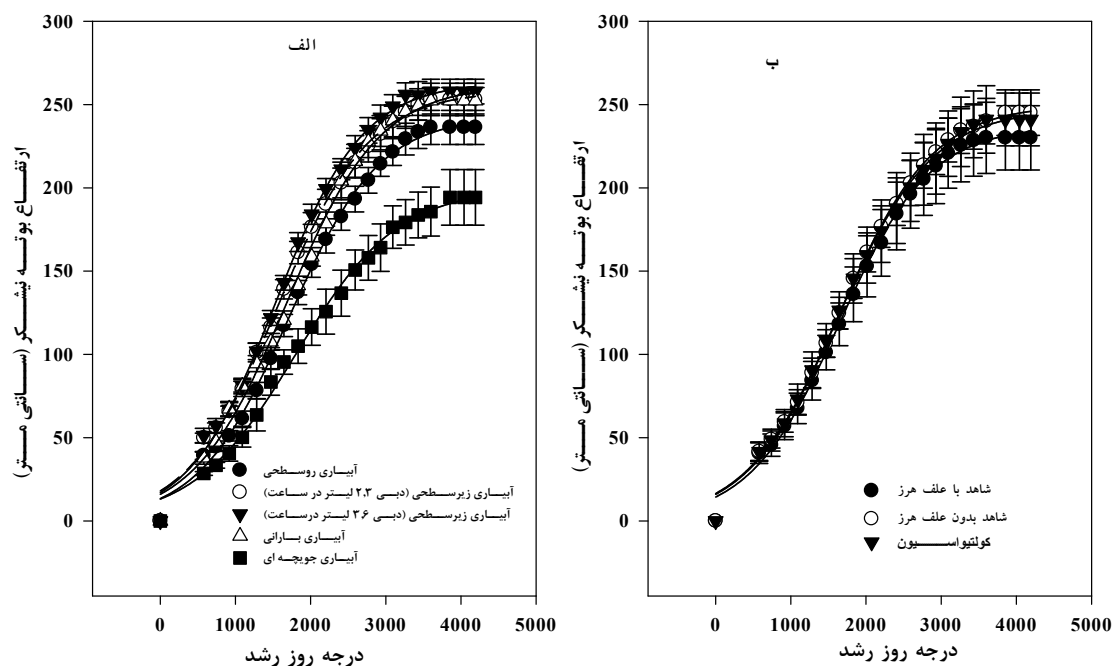 الف
300
250
200
150
100
50
0
ارتفاع بوته نیشکر (سانتی متر)
آبیاری روسطحی
آبیاری زیرسطحی (دبی ۲.۳ لیتر در ساعت)
آبیاری زیرسطحی (دبی ۳.۶ لیتر درساعت)
آبیاری بارانی
آبیاری جویچه ای
0 1000 2000 3000 4000 5000
درجه روز رشد
ب
300
250
200
150
100
50
0
ارتفاع بوته نیشکر (سانتی متر)
شاهد با علف هرز
شاهد بدون علف هرز
کولتیواسیون
0 1000 2000 3000 4000 5000
درجه روز رشد